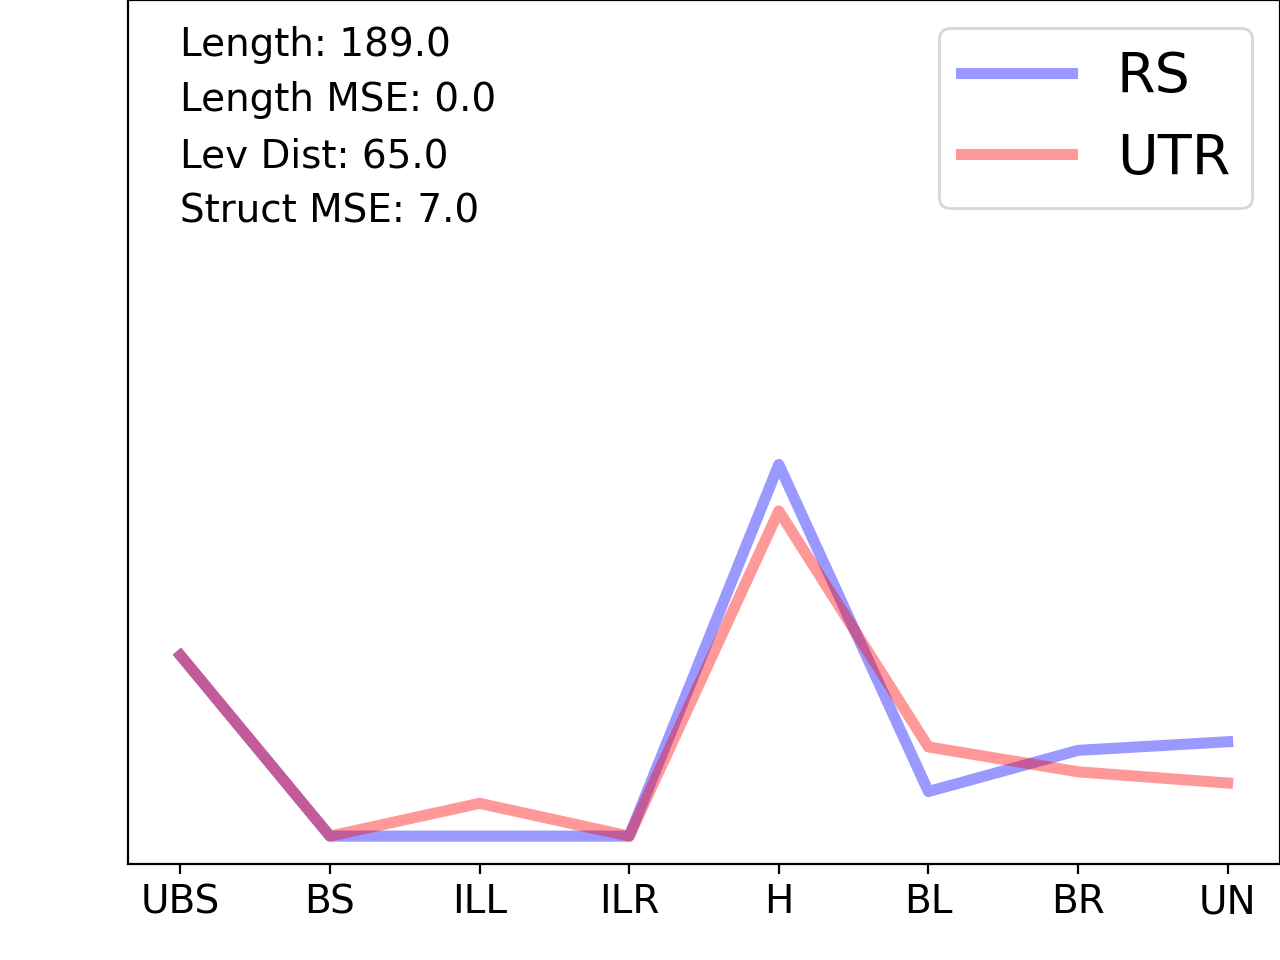 Length: 189.0
Length MSE: 0.0
Lev Dist: 65.0
Struct MSE: 7.0
RS
UTR
UBS BS ILL ILR H BL BR UN